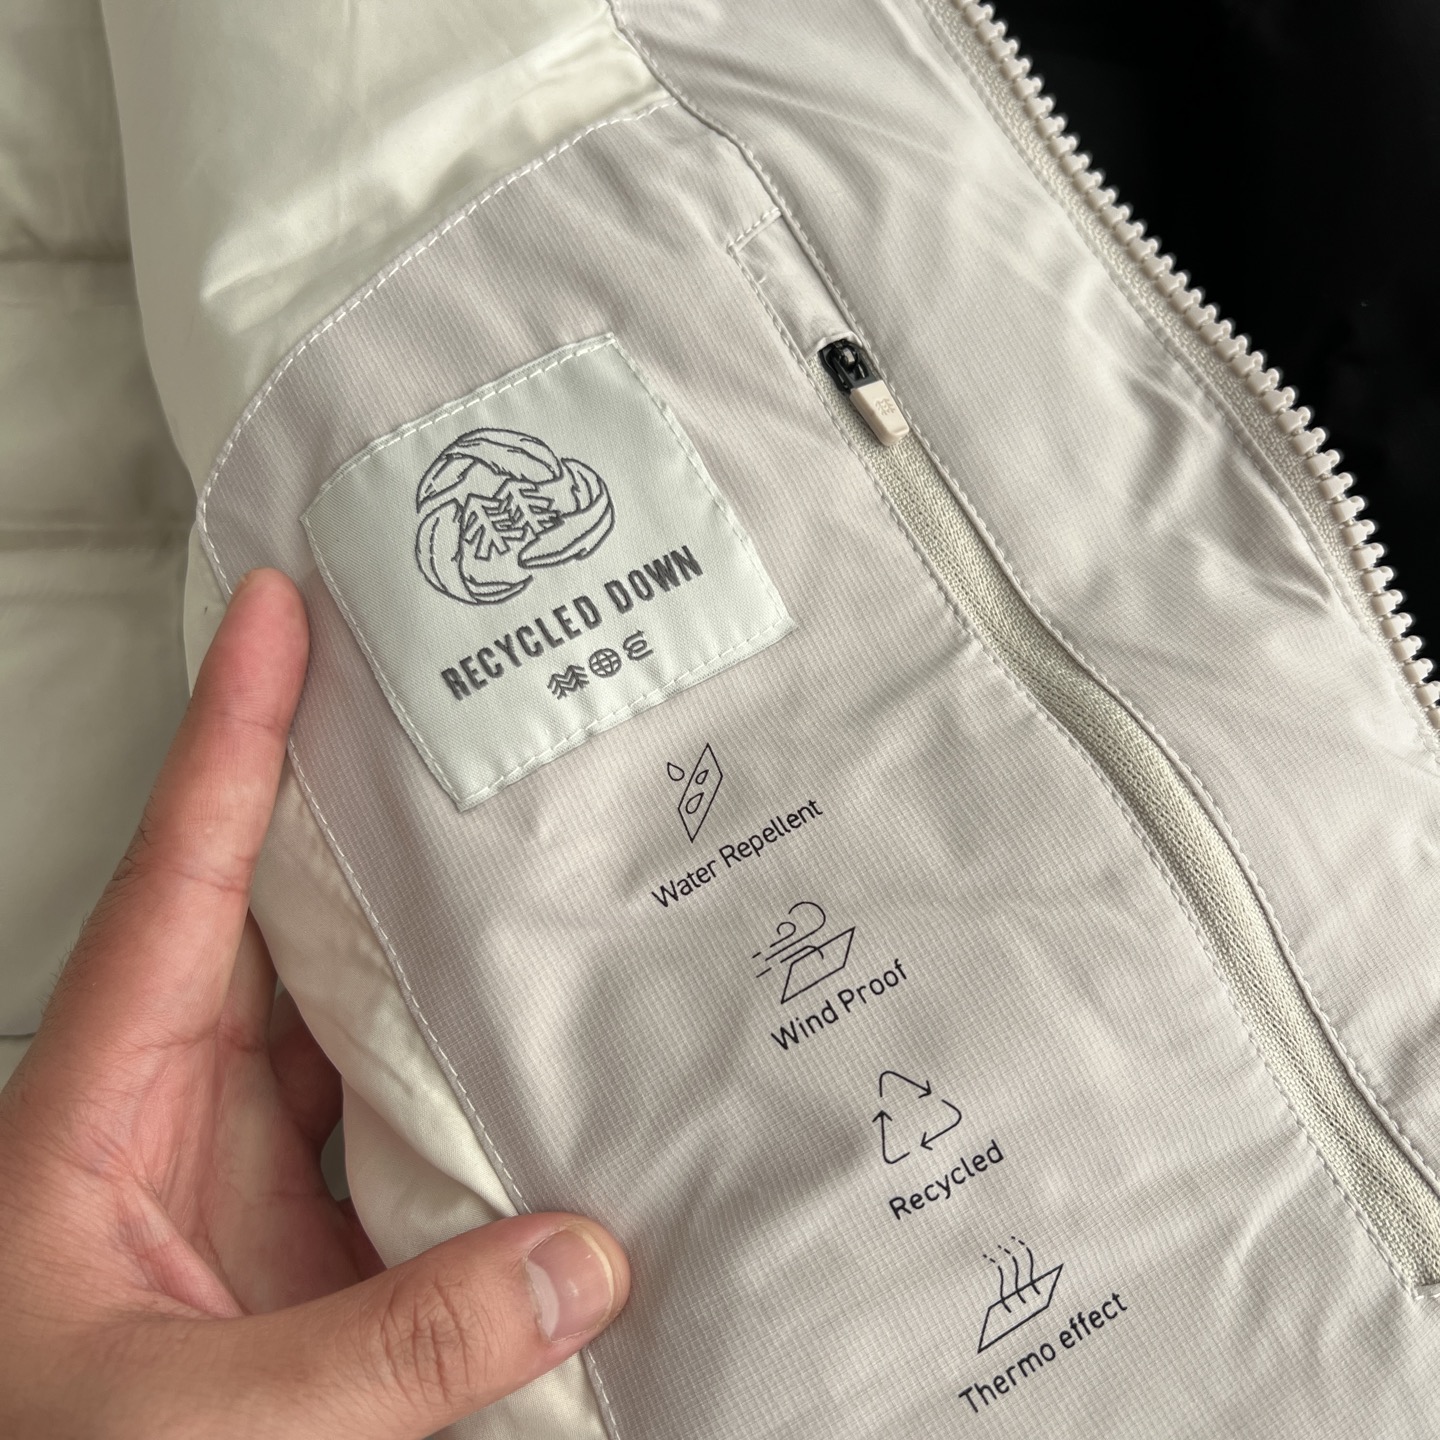 RECYCLED DOWN
Water Repellent
Wind Proof
Recycled
Thermo effect